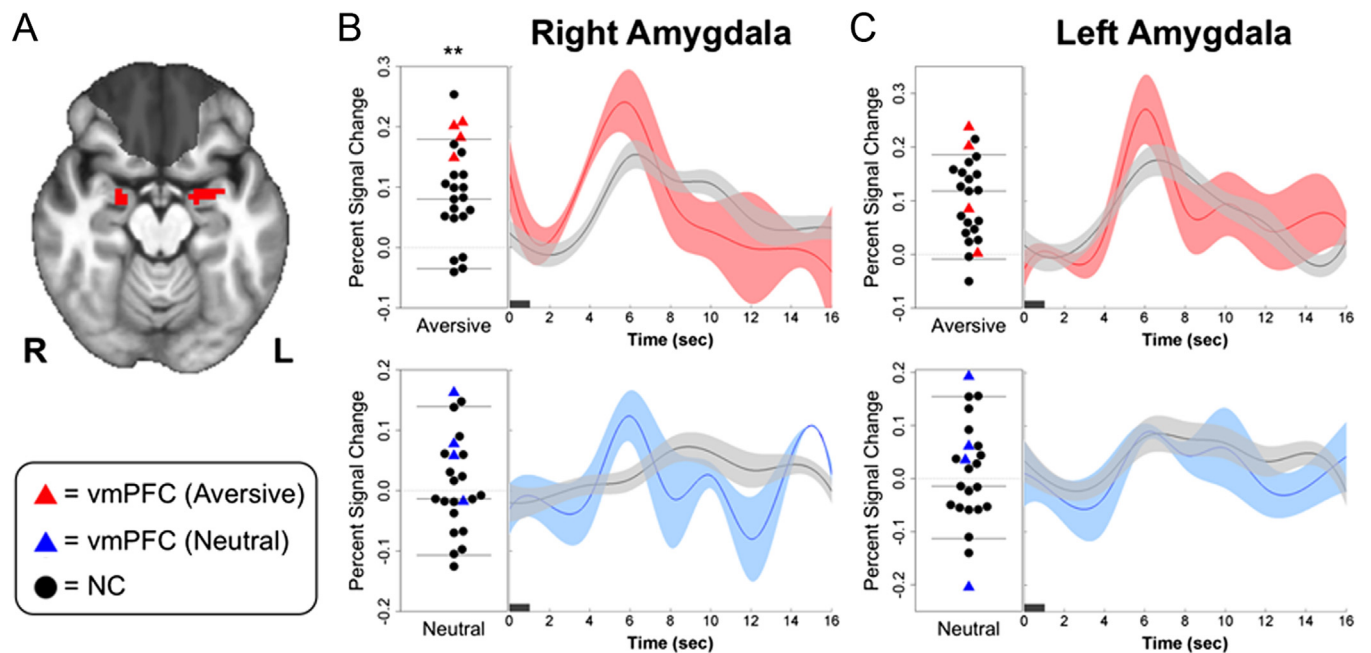 A
R
L
▲ = vmPFC (Aversive)
▲ = vmPFC (Neutral)
● = NC
B
Right Amygdala
**
Percent Signal Change
0.3
0.2
0.1
0.0
-0.1
Aversive
0 2 4 6 8 10 12 14 16
Time (sec)
Percent Signal Change
0.2
0.1
0.0
-0.1
-0.2
Neutral
0 2 4 6 8 10 12 14 16
Time (sec)
C
Left Amygdala
Percent Signal Change
0.3
0.2
0.1
0.0
-0.1
Aversive
0 2 4 6 8 10 12 14 16
Time (sec)
Percent Signal Change
0.2
0.1
0.0
-0.1
-0.2
Neutral
0 2 4 6 8 10 12 14 16
Time (sec)